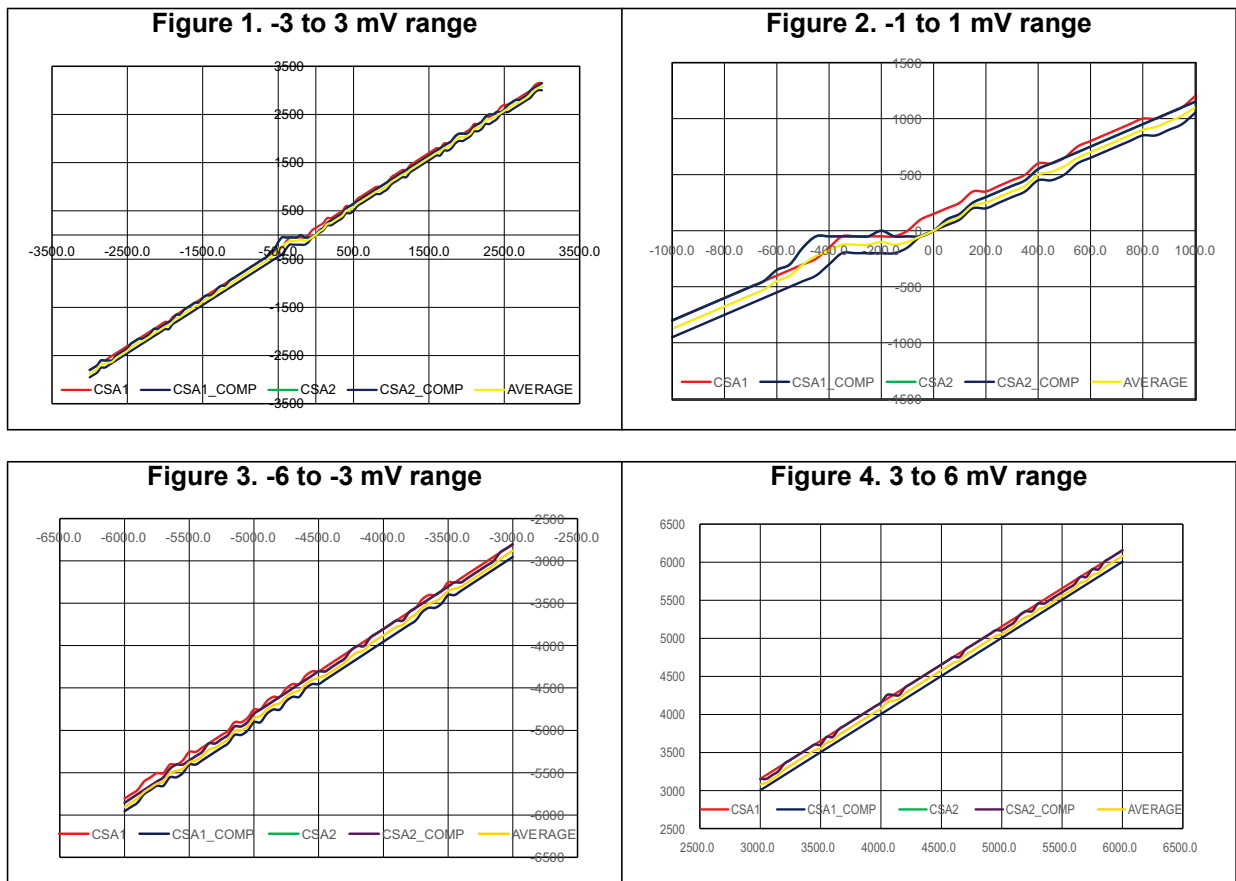 Figure 1. -3 to 3 mV range
3500
2500
1500
500
-3500.0 -2500.0 -1500.0 -500.0 500.0 1500.0 2500.0 3500.0
-500
-1500
-2500
-3500
CSA1 CSA1_COMP CSA2 CSA2_COMP AVERAGE
Figure 2. -1 to 1 mV range
1500
1000
500
0
-1000.0 -800.0 -600.0 -400.0 -200.0 0.0 200.0 400.0 600.0 800.0 1000.0
-500
-1000
-1500
CSA1 CSA1_COMP CSA2 CSA2_COMP AVERAGE
Figure 3. -6 to -3 mV range
-2500
-6500.0 -6000.0 -5500.0 -5000.0 -4500.0 -4000.0 -3500.0 -3000.0 -2500.0
-3000
-3500
-4000
-4500
-5000
-5500
-6000
CSA1 CSA1_COMP CSA2 CSA2_COMP AVERAGE
-6500
Figure 4. 3 to 6 mV range
6500
6000
5500
5000
4500
4000
3500
3000
CSA1 CSA1_COMP CSA2 CSA2_COMP AVERAGE
2500
2500.0 3000.0 3500.0 4000.0 4500.0 5000.0 5500.0 6000.0 6500.0